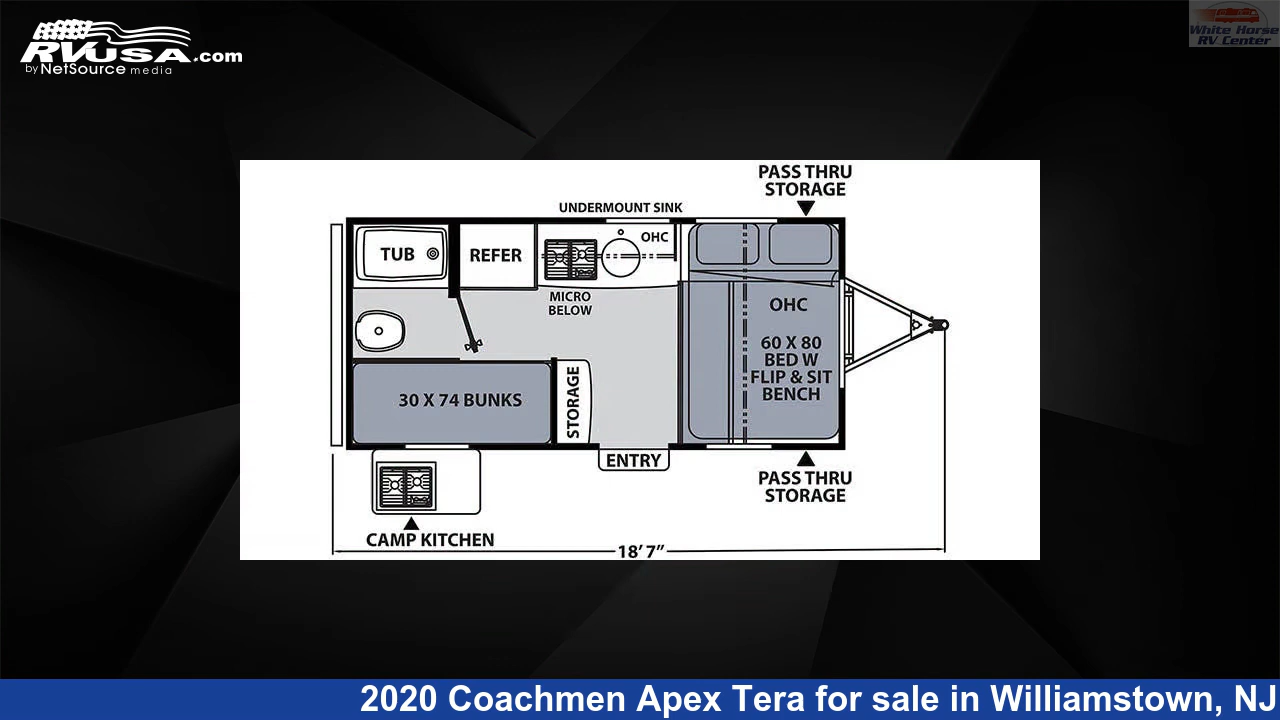 RVUSA.com
by NetSource media
White Horse
RV Center
PASS THRU
STORAGE
UNDERMOUNT SINK
TUB
REFER
OHC
MICRO
BELOW
OHC
60 X 80
BED W
FLIP & SIT
BENCH
30 X 74 BUNKS
STORAGE
ENTRY
PASS THRU
STORAGE
CAMP KITCHEN
18' 7"
2020 Coachmen Apex Tera for sale in Williamstown, NJ